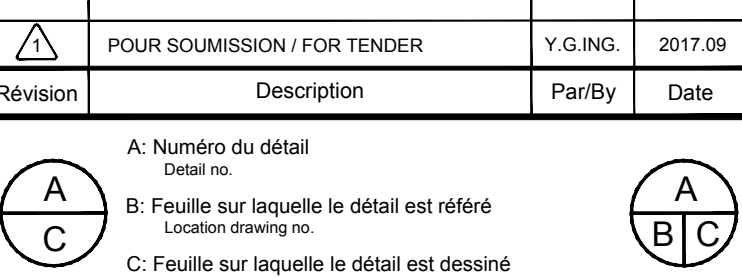 1 POUR SOUMISSION / FOR TENDER Y.G.ING. 2017.09
Révision Description Par/By Date
A: Numéro du détail
Detail no.
A
C
B: Feuille sur laquelle le détail est référé
Location drawing no.
C: Feuille sur laquelle le détail est dessiné
A
B C